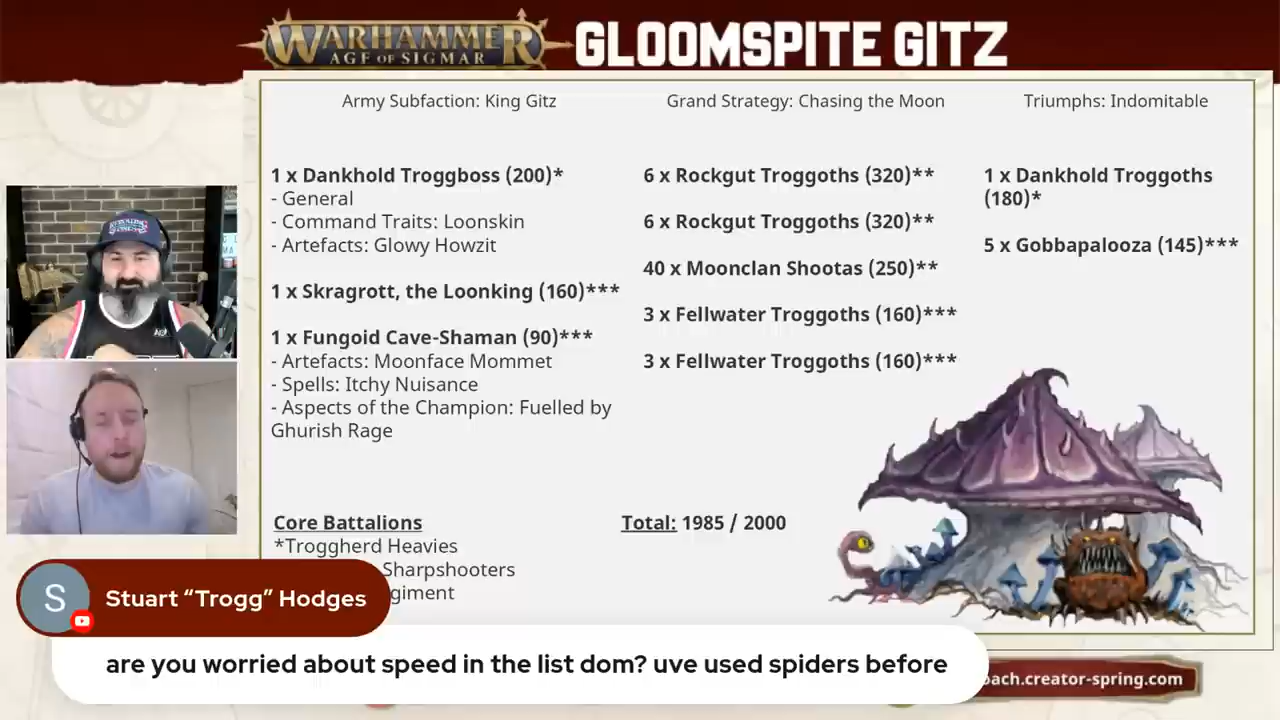 WARHAMMER
AGE OF SIGMAR
GLOOMSPITE GITZ
Army Subfaction: King Gitz
Grand Strategy: Chasing the Moon
Triumphs: Indomitable
1 x Dankhold Troggboss (200)*
- General
- Command Traits: Loonskin
- Artefacts: Glowy Howzit
1 x Skragrott, the Loonking (160)***
1 x Fungoid Cave-Shaman (90)***
- Artefacts: Moonface Mommet
- Spells: Itchy Nuisance
- Aspects of the Champion: Fuelled by
Ghurish Rage
6 x Rockgut Troggoths (320)**
6 x Rockgut Troggoths (320)**
40 x Moonclan Shootas (250)**
3 x Fellwater Troggoths (160)***
3 x Fellwater Troggoths (160)***
1 x Dankhold Troggoths
(180)*
5 x Gobbapalooza (145)***
Core Battalions
*Troggherd Heavies
Sharpshooters
giment
Total: 1985 / 2000
S
Stuart “Trogg” Hodges
are you worried about speed in the list dom? uve used spiders before
oach.creator-spring.com